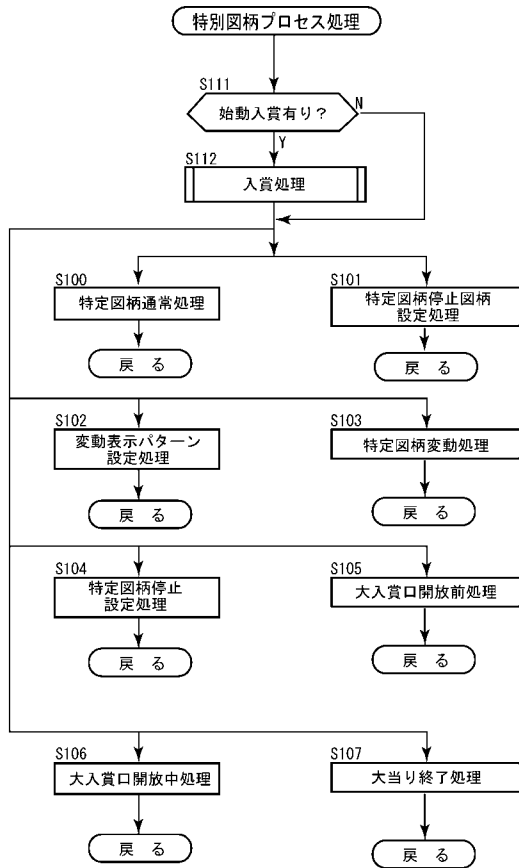 特別図柄プロセス処理
S111
始動入賞有り？
N
Y
S112
入賞処理
S100
特定図柄通常処理
戻る
S101
特定図柄停止図柄
設定処理
戻る
S102
変動表示パターン
設定処理
戻る
S103
特定図柄変動処理
戻る
S104
特定図柄停止
設定処理
戻る
S105
大入賞口開放前処理
戻る
S106
大入賞口開放中処理
戻る
S107
大当り終了処理
戻る